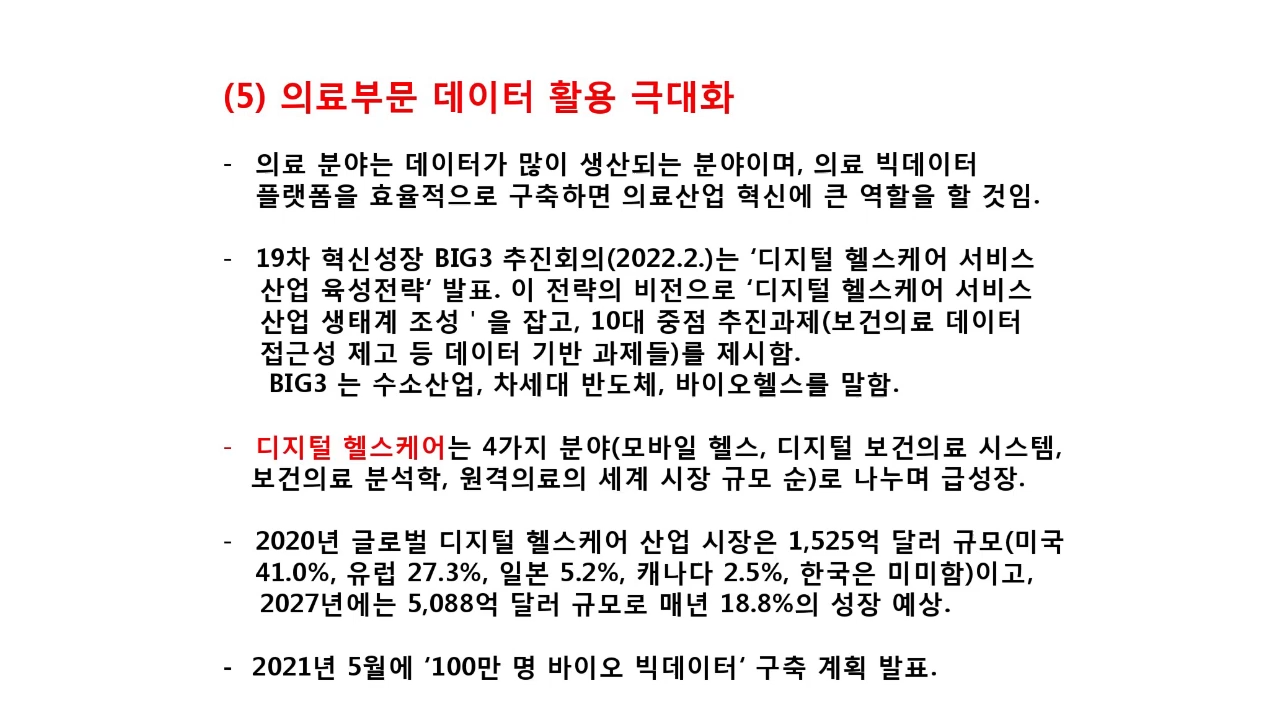 (5) 의료부문 데이터 활용 극대화
- 의료 분야는 데이터가 많이 생산되는 분야이며, 의료 빅데이터
플랫폼을 효율적으로 구축하면 의료산업 혁신에 큰 역할을 할 것임.
- 19차 혁신성장 BIG3 추진회의(2022.2.)는 ‘디지털 헬스케어 서비스
산업 육성전략‘ 발표. 이 전략의 비전으로 ‘디지털 헬스케어 서비스
산업 생태계 조성 ' 을 잡고, 10대 중점 추진과제(보건의료 데이터
접근성 제고 등 데이터 기반 과제들)를 제시함.
BIG3 는 수소산업, 차세대 반도체, 바이오헬스를 말함.
- 디지털 헬스케어는 4가지 분야(모바일 헬스, 디지털 보건의료 시스템,
보건의료 분석학, 원격의료의 세계 시장 규모 순)로 나누며 급성장.
- 2020년 글로벌 디지털 헬스케어 산업 시장은 1,525억 달러 규모(미국
41.0%, 유럽 27.3%, 일본 5.2%, 캐나다 2.5%, 한국은 미미함)이고,
2027년에는 5,088억 달러 규모로 매년 18.8%의 성장 예상.
- 2021년 5월에 ‘100만 명 바이오 빅데이터’ 구축 계획 발표.